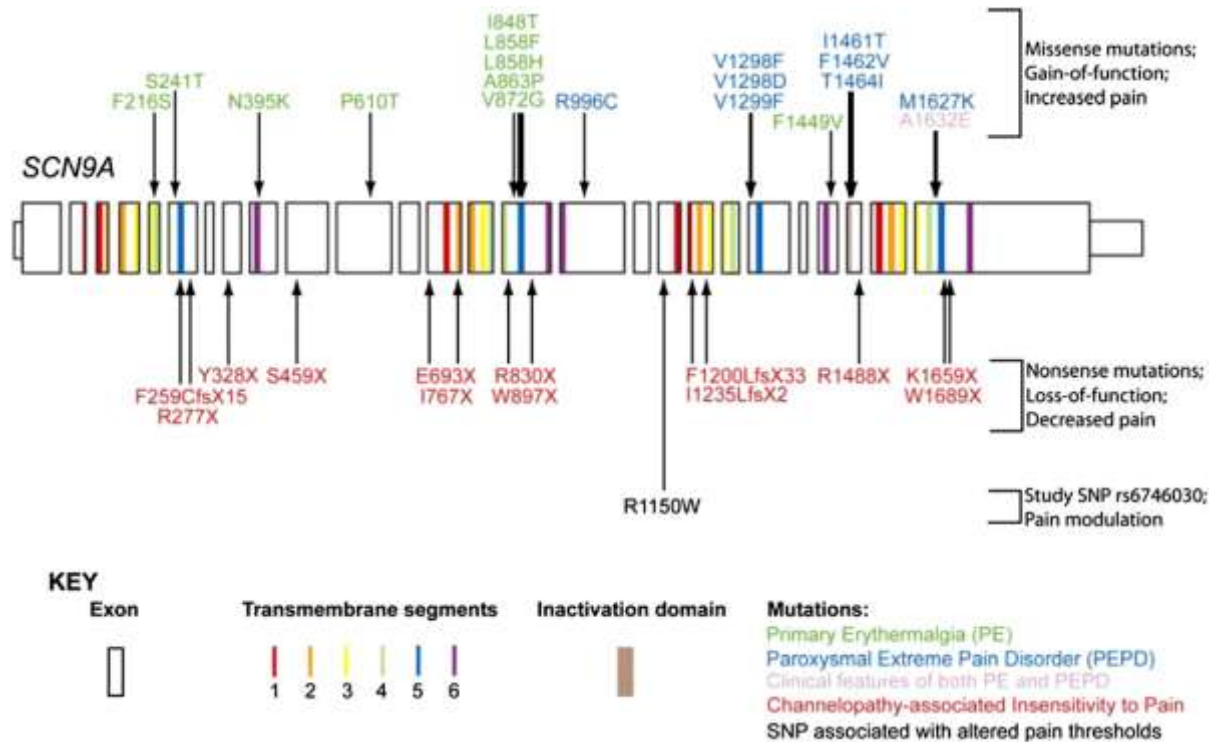 I848T
L858F
L858H
A863P
V872G
I1461T
F1462V
T1464I
V1298F
V1298D
V1299F
Missense mutations;
Gain-of-function;
Increased pain
S241T
F216S
N395K
P610T
R996C
F1449V
M1627K
A1632E
SCN9A
Y328X
F259CfsX15
R277X
S459X
E693X
I767X
R830X
W897X
F1200LfsX33
I1235LfsX2
R1488X
K1659X
W1689X
Nonsense mutations;
Loss-of-function;
Decreased pain
R1150W
Study SNP rs6746030;
Pain modulation
KEY
Exon
Transmembrane segments
1 2 3 4 5 6
Inactivation domain
Mutations:
Primary Erythermalgia (PE)
Paroxysmal Extreme Pain Disorder (PEPD)
Clinical features of both PE and PEPD
Channelopathy-associated Insensitivity to Pain
SNP associated with altered pain thresholds